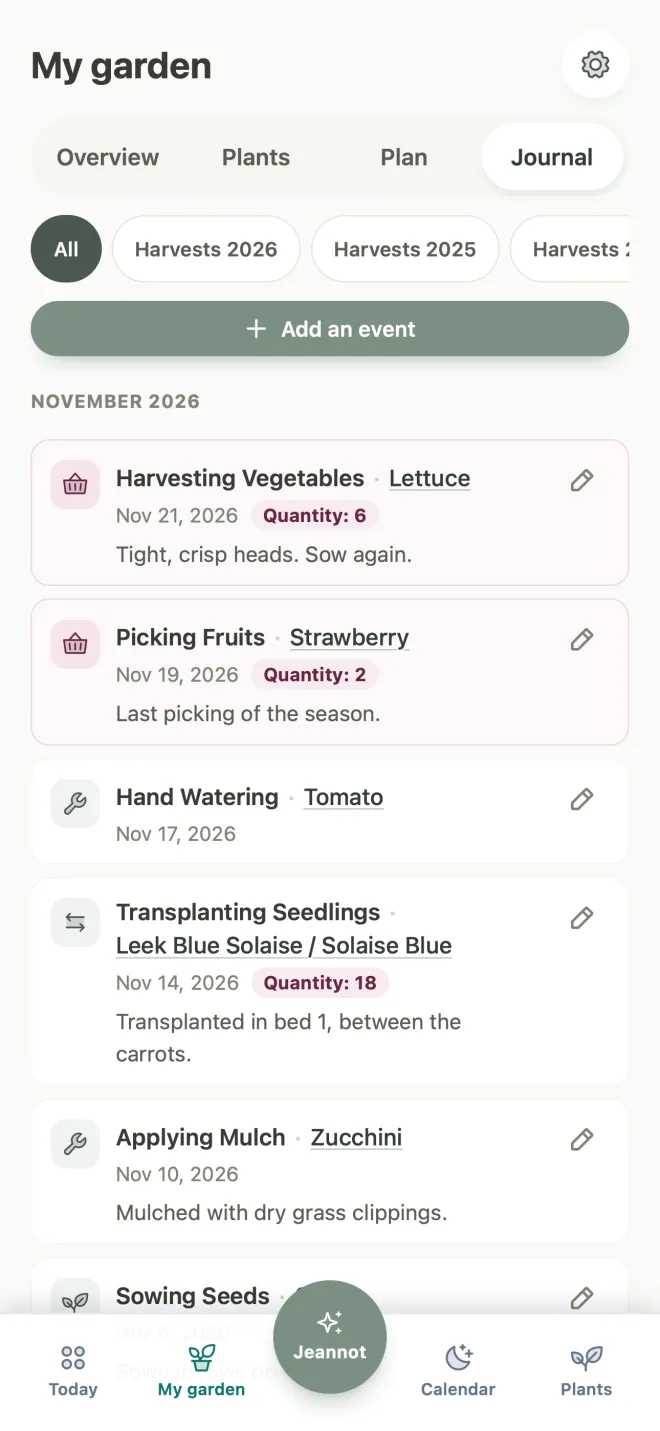 My garden
Overview Plants Plan Journal
All Harvests 2026 Harvests 2025 Harvests
+ Add an event
NOVEMBER 2026
Harvesting Vegetables · Lettuce
Nov 21, 2026 Quantity: 6
Tight, crisp heads. Sow again.
Picking Fruits · Strawberry
Nov 19, 2026 Quantity: 2
Last picking of the season.
Hand Watering · Tomato
Nov 17, 2026
Transplanting Seedlings ·
Leek Blue Solaise / Solaise Blue
Nov 14, 2026 Quantity: 18
Transplanted in bed 1, between the
carrots.
Applying Mulch · Zucchini
Nov 10, 2026
Mulched with dry grass clippings.
Sowing Seeds ·
Today My garden Jeannot Calendar Plants